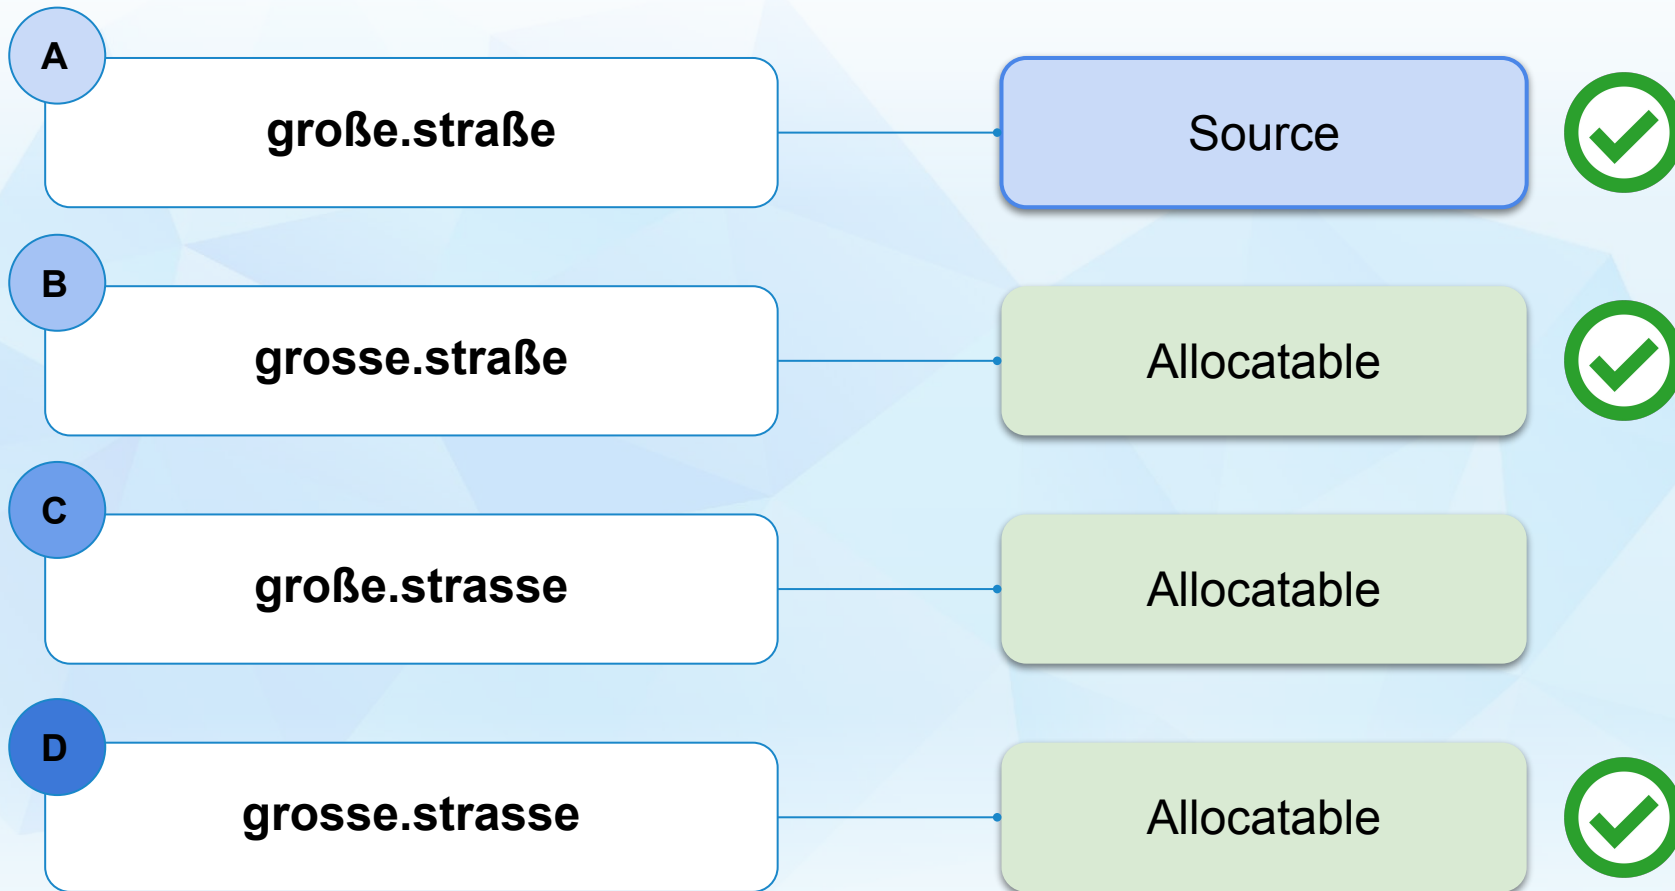 A
große.straße
Source
B
grosse.straße
Allocatable
C
große.strasse
Allocatable
D
grosse.strasse
Allocatable